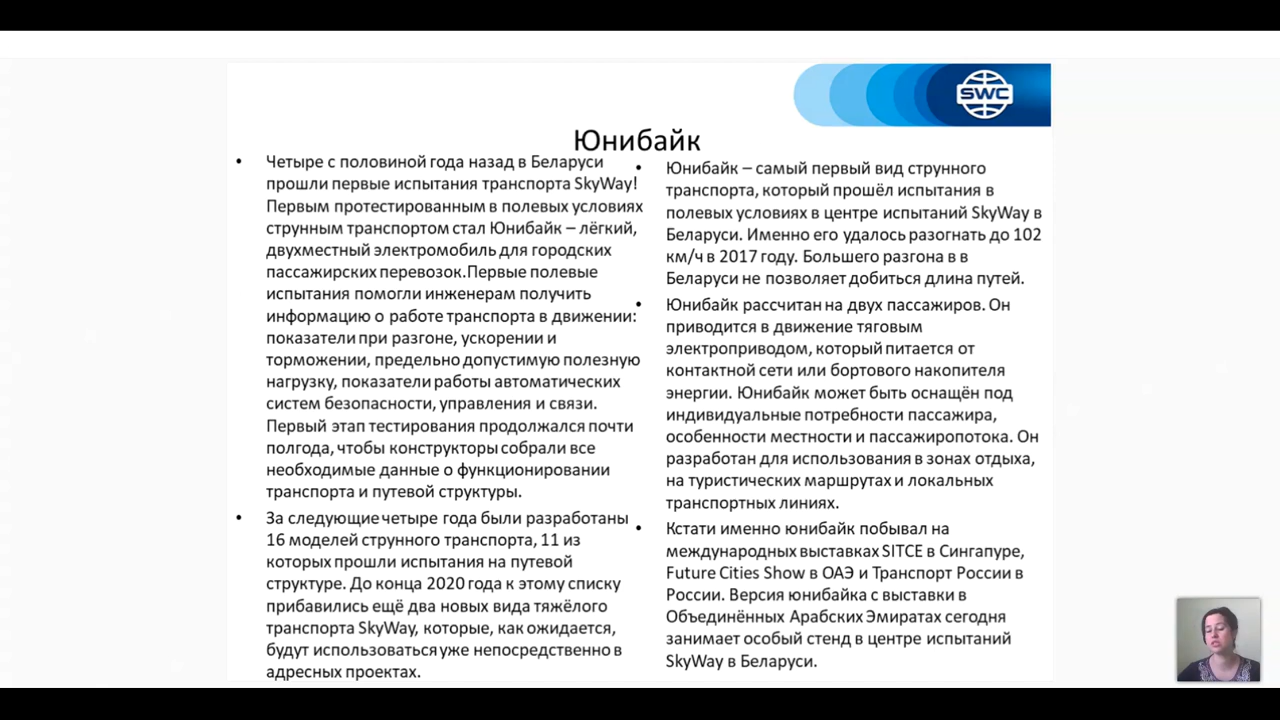 SWC
Юнибайк
Четыре с половиной года назад в Беларуси
прошли первые испытания транспорта SkyWay!
Первым протестированным в полевых условиях
струнным транспортом стал Юнибайк – лёгкий,
двухместный электромобиль для городских
пассажирских перевозок.Первые полевые
испытания помогли инженерам получить
информацию о работе транспорта в движении:
показатели при разгоне, ускорении и
торможении, предельно допустимую полезную
нагрузку, показатели работы автоматических
систем безопасности, управления и связи.
Первый этап тестирования продолжался почти
полгода, чтобы конструкторы собрали все
необходимые данные о функционировании
транспорта и путевой структуры.
За следующие четыре года были разработаны
16 моделей струнного транспорта, 11 из
которых прошли испытания на путевой
структуре. До конца 2020 года к этому списку
прибавились ещё два новых вида тяжёлого
транспорта SkyWay, которые, как ожидается,
будут использоваться уже непосредственно в
адресных проектах.
Юнибайк – самый первый вид струнного
транспорта, который прошёл испытания в
полевых условиях в центре испытаний SkyWay в
Беларуси. Именно его удалось разогнать до 102
км/ч в 2017 году. Большего разгона в в
Беларуси не позволяет добиться длина путей.
Юнибайк рассчитан на двух пассажиров. Он
приводится в движение тяговым
электроприводом, который питается от
контактной сети или бортового накопителя
энергии. Юнибайк может быть оснащён под
индивидуальные потребности пассажира,
особенности местности и пассажиропотока. Он
разработан для использования в зонах отдыха,
на туристических маршрутах и локальных
транспортных линиях.
Кстати именно юнибайк побывал на
международных выставках SITCE в Сингапуре,
Future Cities Show в ОАЭ и Транспорт России в
России. Версия юнибайка с выставки в
Объединённых Арабских Эмиратах сегодня
занимает особый стенд в центре испытаний
SkyWay в Беларуси.